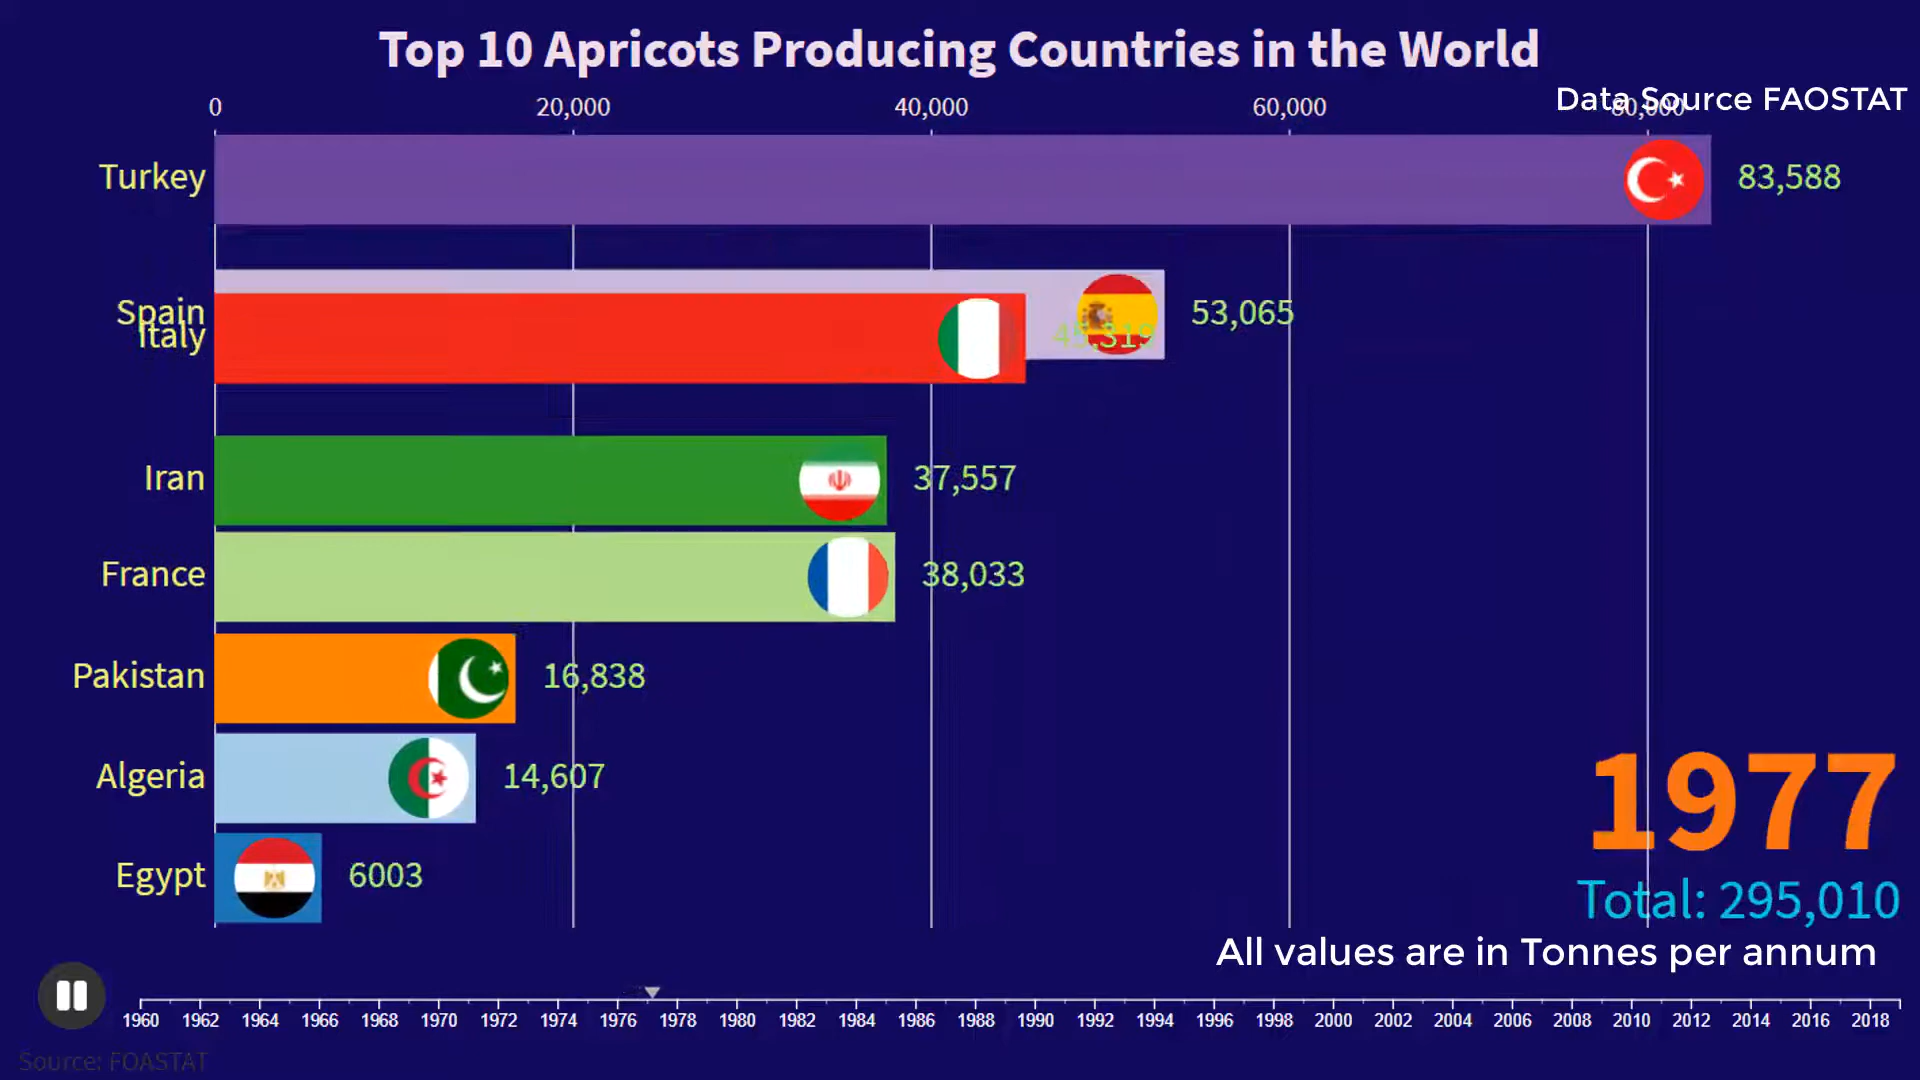 Top 10 Apricots Producing Countries in the World
Data Source FAOSTAT
0 20,000 40,000 60,000 80,000
Turkey 83,588
Spain 53,065
Italy 45,319
Iran 37,557
France 38,033
Pakistan 16,838
Algeria 14,607
Egypt 6003
1977
Total: 295,010
All values are in Tonnes per annum
1960 1962 1964 1966 1968 1970 1972 1974 1976 1978 1980 1982 1984 1986 1988 1990 1992 1994 1996 1998 2000 2002 2004 2006 2008 2010 2012 2014 2016 2018
Source: FOASTAT